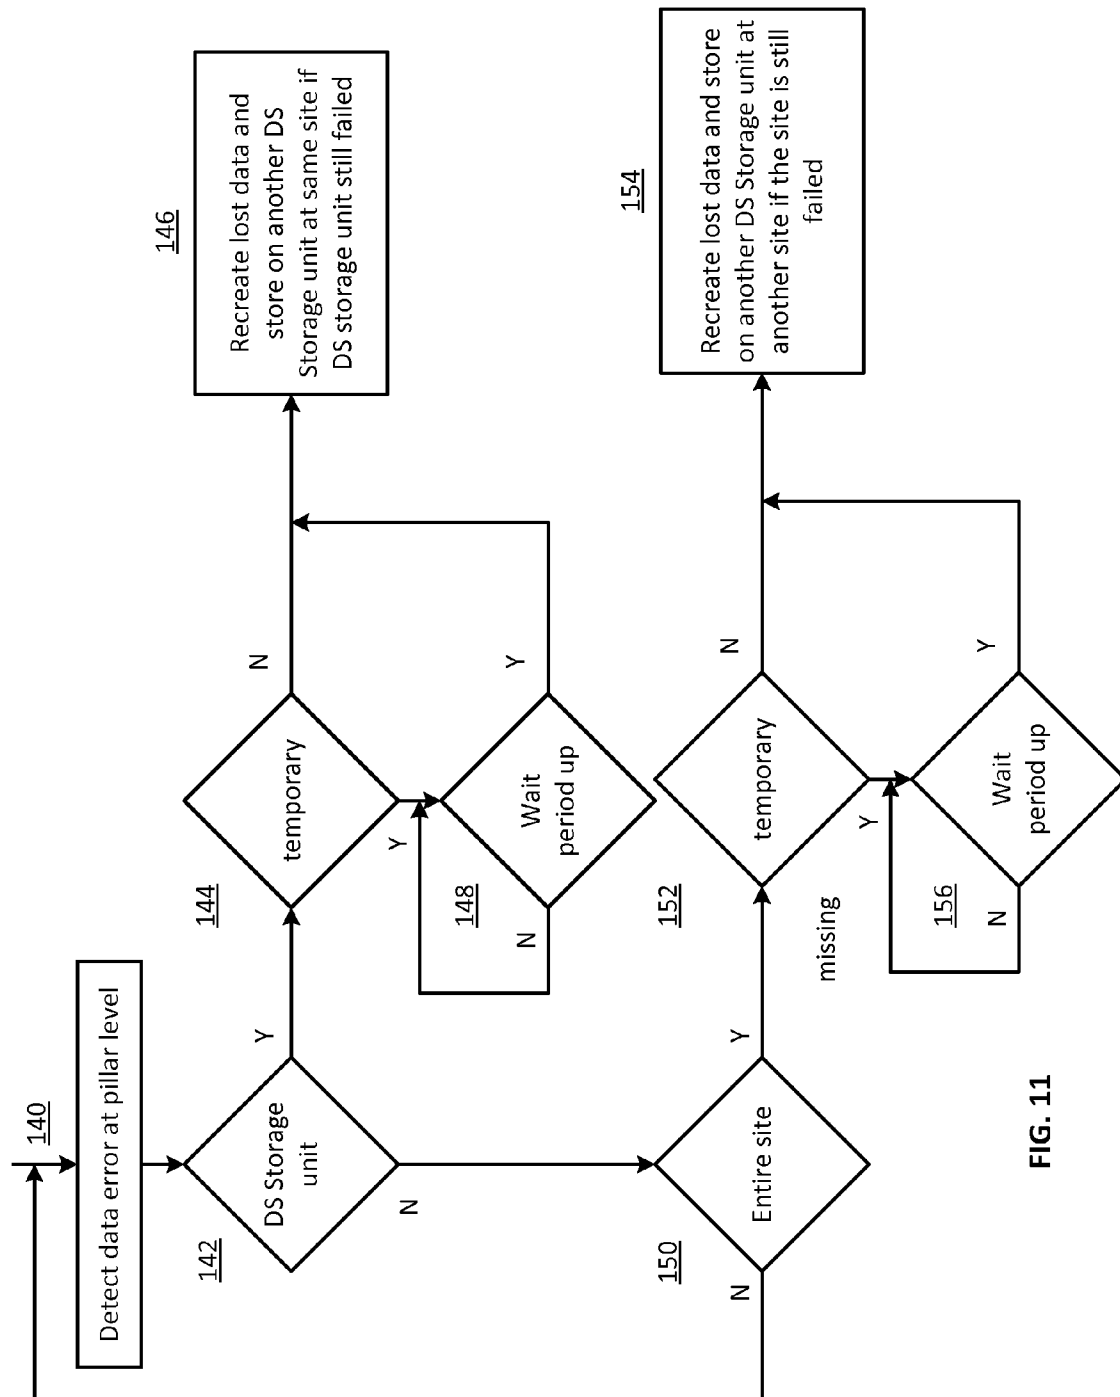 140
Detect data error at pillar level
142
DS Storage
unit
Y
N
144
temporary
N
Y
148
Wait
period up
N
Y
146
Recreate lost data and
store on another DS
Storage unit at same site if
DS storage unit still failed
150
Entire site
N
Y
missing
152
temporary
N
Y
156
Wait
period up
N
Y
154
Recreate lost data and store
on another DS Storage unit at
another site if the site is still
failed
FIG. 11